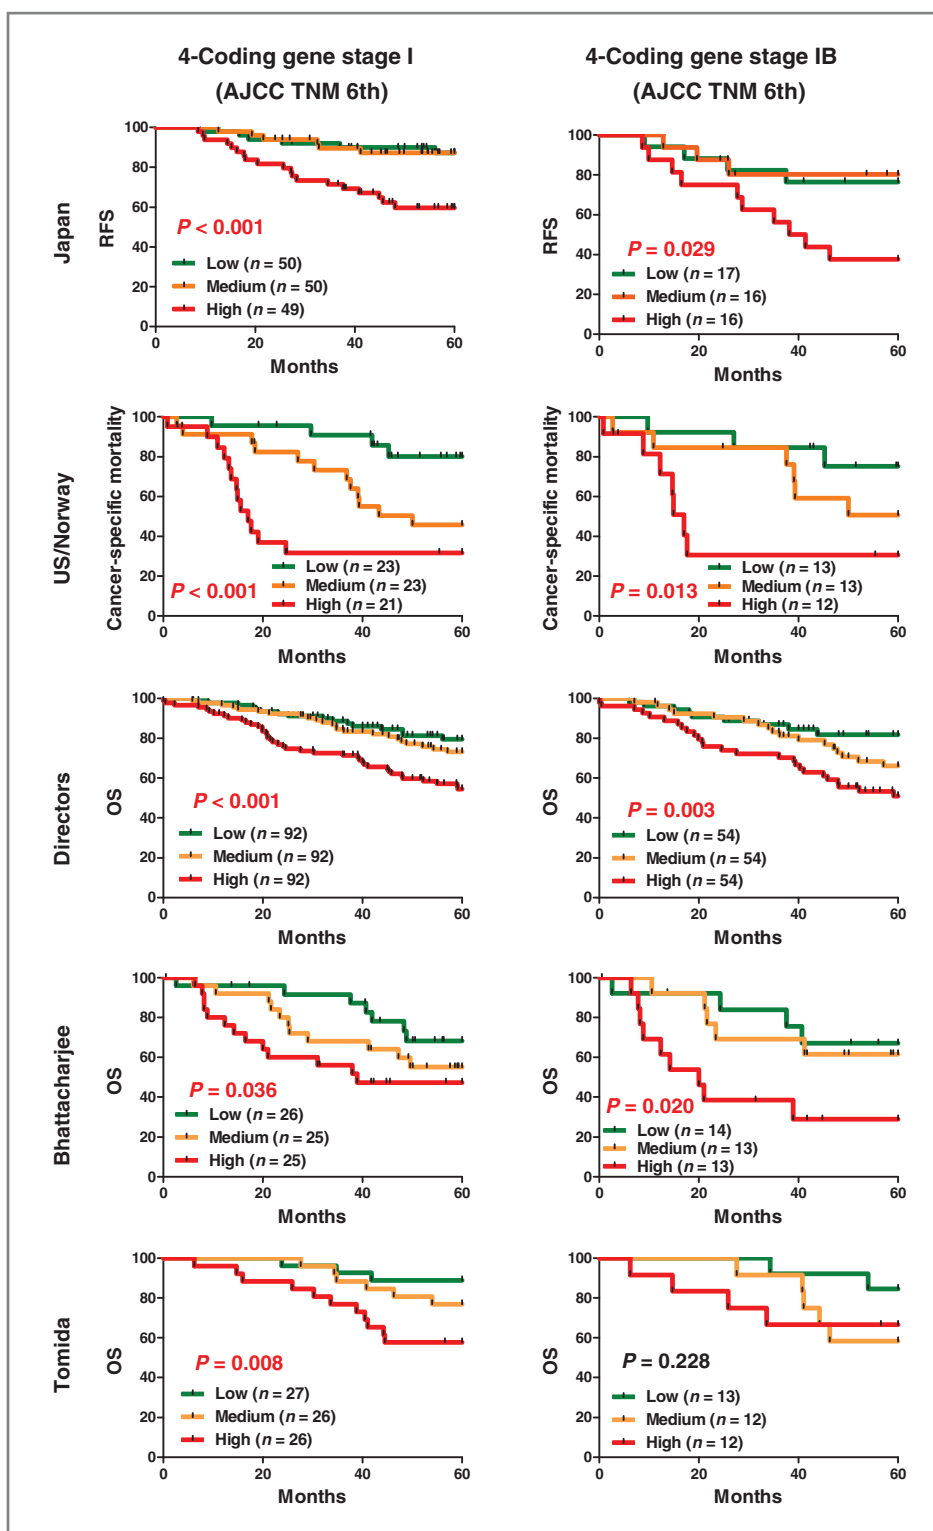 4-Coding gene stage I
(AJCC TNM 6th)
4-Coding gene stage IB
(AJCC TNM 6th)
Japan
RFS
100
80
60
40
20
0
P < 0.001
Low (n = 50)
Medium (n = 50)
High (n = 49)
0 20 40 60
Months
RFS
100
80
60
40
20
0
P = 0.029
Low (n = 17)
Medium (n = 16)
High (n = 16)
0 20 40 60
Months
US/Norway
Cancer-specific mortality
100
80
60
40
20
0
P < 0.001
Low (n = 23)
Medium (n = 23)
High (n = 21)
0 20 40 60
Months
Cancer-specific mortality
100
80
60
40
20
0
P = 0.013
Low (n = 13)
Medium (n = 13)
High (n = 12)
0 20 40 60
Months
Directors
OS
100
80
60
40
20
0
P < 0.001
Low (n = 92)
Medium (n = 92)
High (n = 92)
0 20 40 60
Months
OS
100
80
60
40
20
0
P = 0.003
Low (n = 54)
Medium (n = 54)
High (n = 54)
0 20 40 60
Months
Bhattacharjee
OS
100
80
60
40
20
0
P = 0.036
Low (n = 26)
Medium (n = 25)
High (n = 25)
0 20 40 60
Months
OS
100
80
60
40
20
0
P = 0.020
Low (n = 14)
Medium (n = 13)
High (n = 13)
0 20 40 60
Months
Tomida
OS
100
80
60
40
20
0
P = 0.008
Low (n = 27)
Medium (n = 26)
High (n = 26)
0 20 40 60
Months
OS
100
80
60
40
20
0
P = 0.228
Low (n = 13)
Medium (n = 12)
High (n = 12)
0 20 40 60
Months